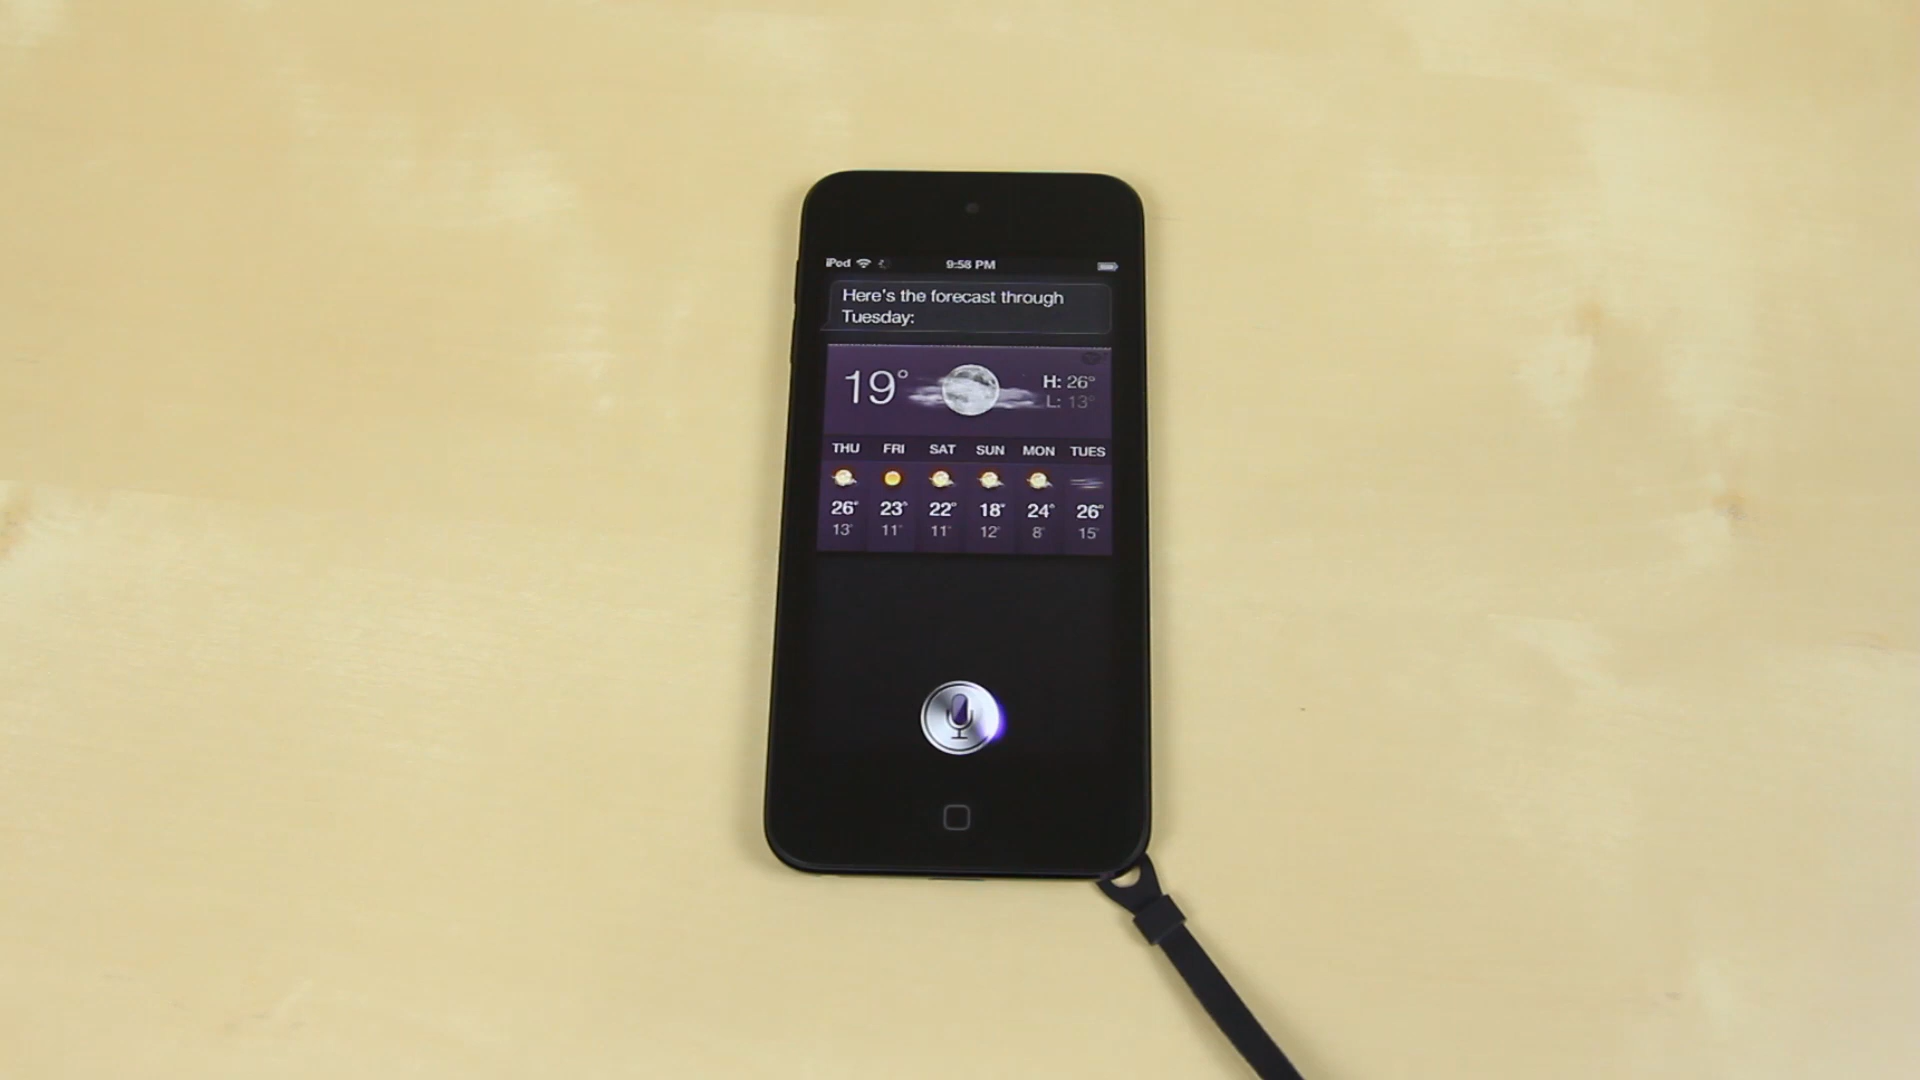 iPod 9:58 PM
Here's the forecast through
Tuesday:
19° H: 26°
L: 13°
THU FRI SAT SUN MON TUES
26° 23° 22° 18° 24° 26°
13° 11° 11° 12° 8° 15°